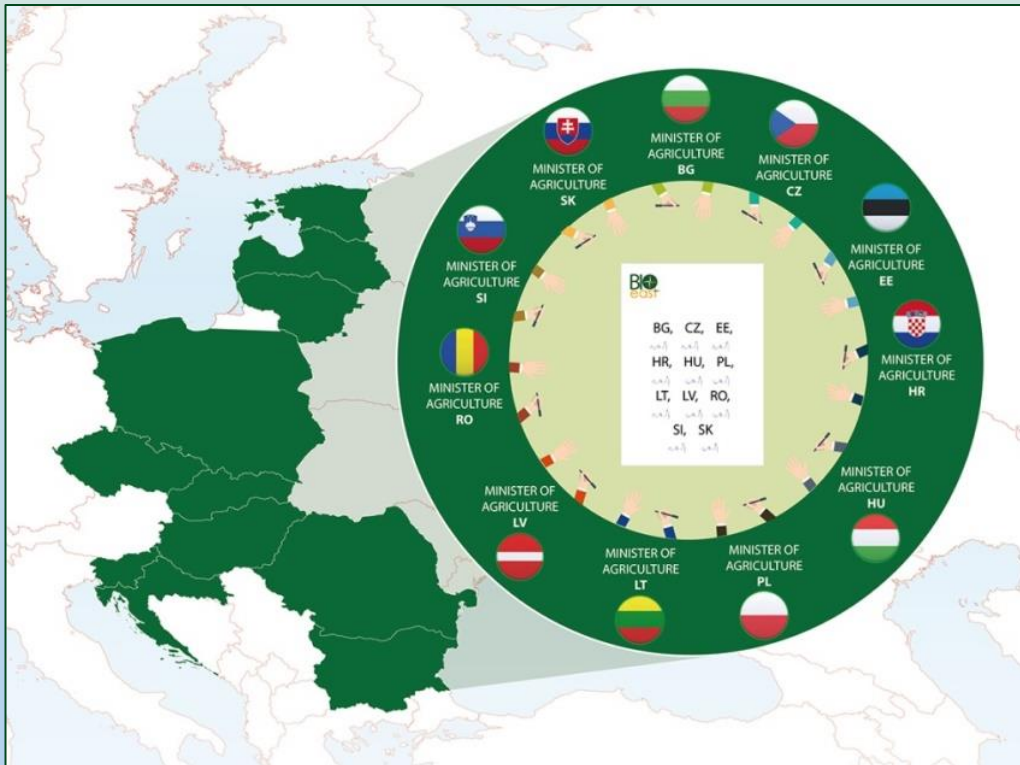 MINISTER OF
AGRICULTURE
BG
MINISTER OF
AGRICULTURE
CZ
MINISTER OF
AGRICULTURE
EE
MINISTER OF
AGRICULTURE
HR
MINISTER OF
AGRICULTURE
HU
MINISTER OF
AGRICULTURE
PL
MINISTER OF
AGRICULTURE
LT
MINISTER OF
AGRICULTURE
LV
MINISTER OF
AGRICULTURE
RO
MINISTER OF
AGRICULTURE
SI
MINISTER OF
AGRICULTURE
SK
BIO
east
BG, CZ, EE,
HR, HU, PL,
LT, LV, RO,
SI, SK